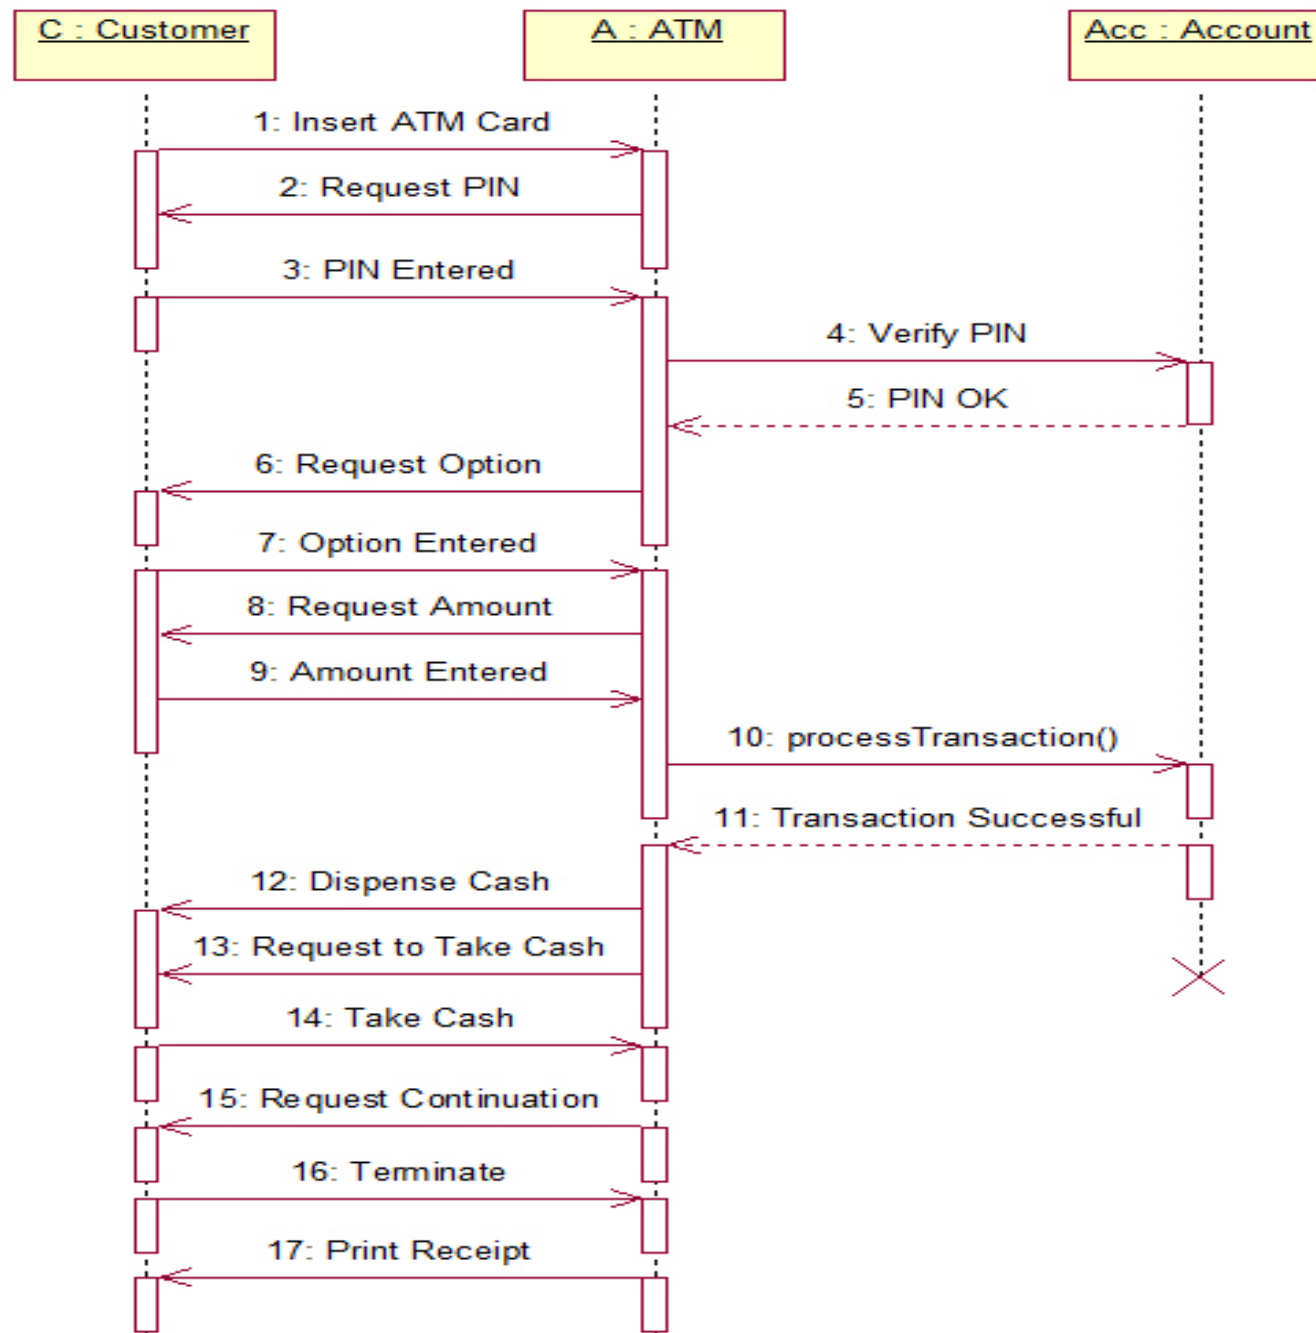 C : Customer
A : ATM
Acc : Account
1: Insert ATM Card
2: Request PIN
3: PIN Entered
4: Verify PIN
5: PIN OK
6: Request Option
7: Option Entered
8: Request Amount
9: Amount Entered
10: processTransaction()
11: Transaction Successful
12: Dispense Cash
13: Request to Take Cash
14: Take Cash
15: Request Continuation
16: Terminate
17: Print Receipt